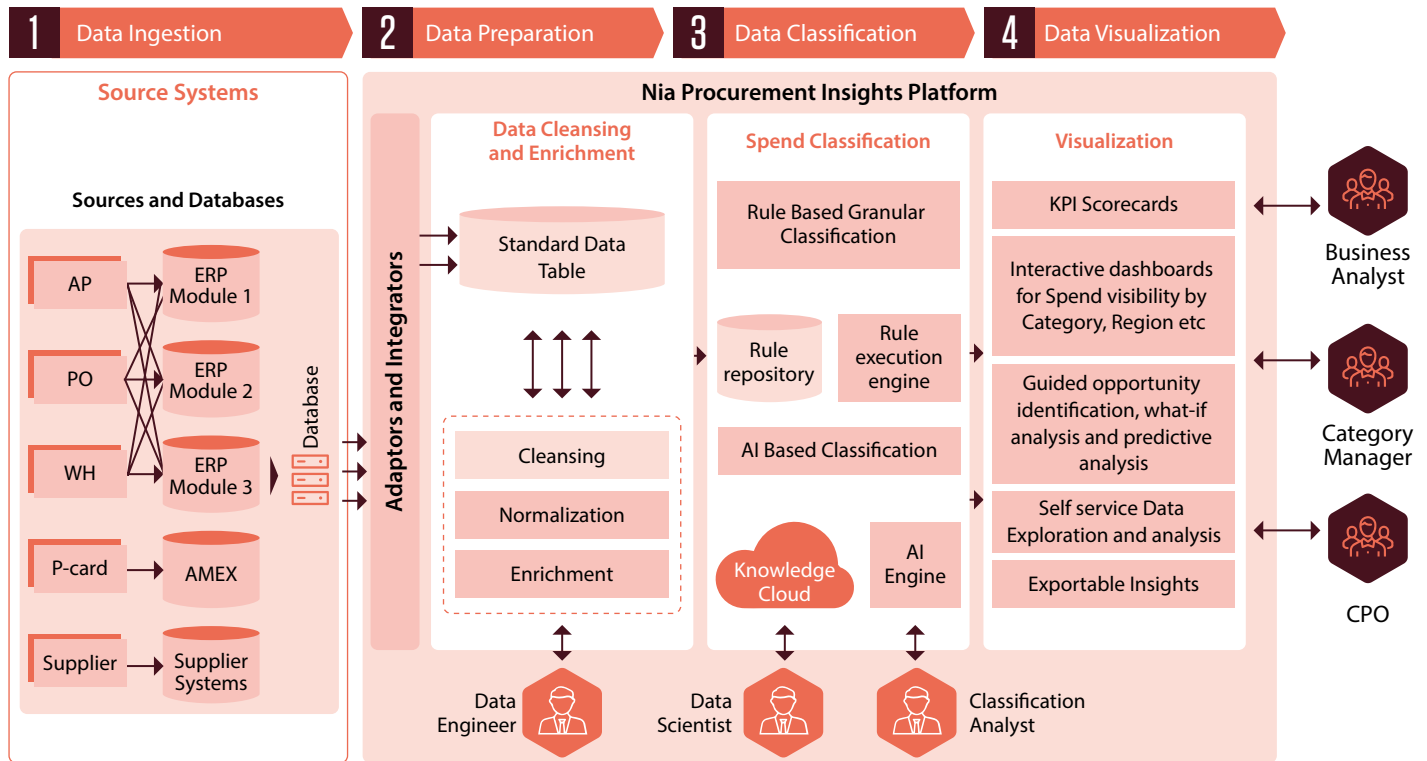 1 Data Ingestion
2 Data Preparation
3 Data Classification
4 Data Visualization
Source Systems
Sources and Databases
AP
PO
WH
P-card
Supplier
ERP
Module 1
ERP
Module 2
ERP
Module 3
AMEX
Supplier
Systems
Database
Nia Procurement Insights Platform
Adaptors and Integrators
Data Cleansing
and Enrichment
Standard Data
Table
Cleansing
Normalization
Enrichment
Data
Engineer
Spend Classification
Rule Based Granular
Classification
Rule
repository
Rule
execution
engine
AI Based Classification
Knowledge
Cloud
AI
Engine
Data
Scientist
Classification
Analyst
Visualization
KPI Scorecards
Interactive dashboards
for Spend visibility by
Category, Region etc
Guided opportunity
identification, what-if
analysis and predictive
analysis
Self service Data
Exploration and analysis
Exportable Insights
Business
Analyst
Category
Manager
CPO